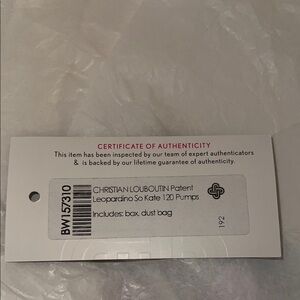 CERTIFICATE OF AUTHENTICITY
This item has been inspected by our team of expert authenticators
& is backed by our lifetime guarantee of authenticity.
BW157310
CHRISTIAN LOUBOUTIN Patent
Leopardino So Kate 120 Pumps
Includes: box, dust bag
192